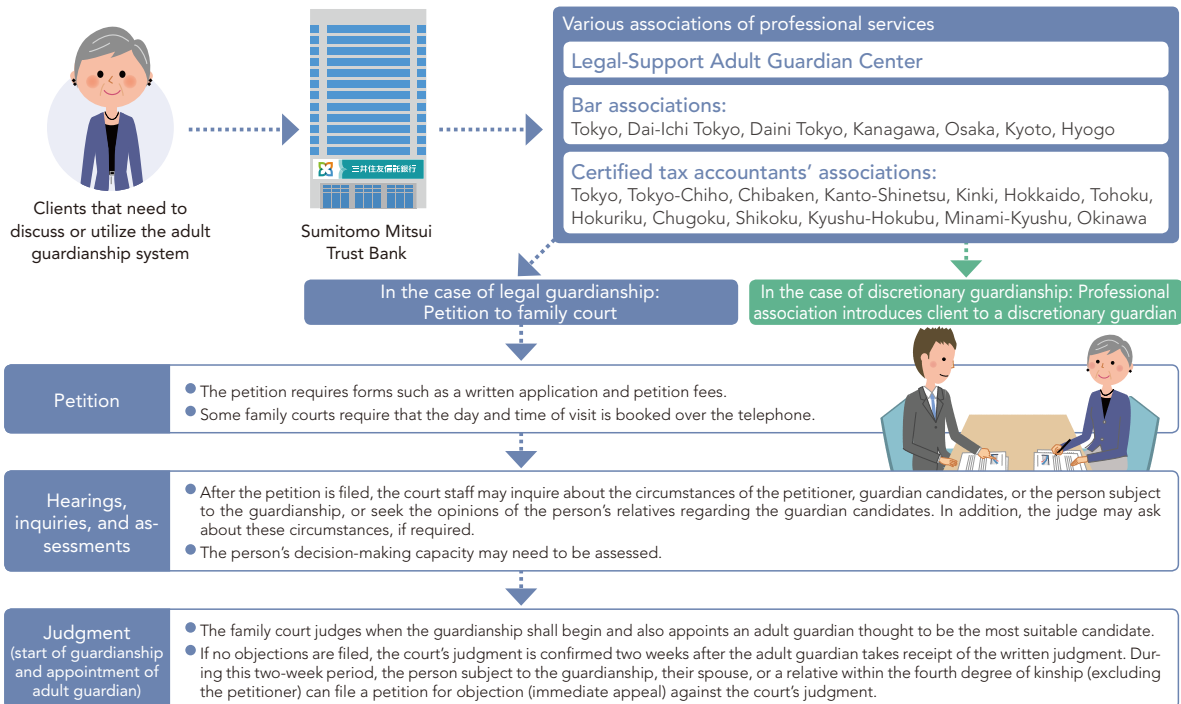 Various associations of professional services
Legal-Support Adult Guardian Center
Bar associations:
Tokyo, Dai-Ichi Tokyo, Daini Tokyo, Kanagawa, Osaka, Kyoto, Hyogo
Certified tax accountants' associations:
Tokyo, Tokyo-Chiho, Chibaken, Kanto-Shinetsu, Kinki, Hokkaido, Tohoku,
Hokuriku, Chugoku, Shikoku, Kyushu-Hokubu, Minami-Kyushu, Okinawa
三井住友信託銀行
Clients that need to
discuss or utilize the adult
guardianship system
Sumitomo Mitsui
Trust Bank
In the case of legal guardianship:
Petition to family court
In the case of discretionary guardianship: Professional
association introduces client to a discretionary guardian
Petition
● The petition requires forms such as a written application and petition fees.
● Some family courts require that the day and time of visit is booked over the telephone.
Hearings,
inquiries, and as-
sessments
● After the petition is filed, the court staff may inquire about the circumstances of the petitioner, guardian candidates, or the person subject
to the guardianship, or seek the opinions of the person's relatives regarding the guardian candidates. In addition, the judge may ask
about these circumstances, if required.
● The person's decision-making capacity may need to be assessed.
Judgment
(start of guardianship
and appointment of
adult guardian)
● The family court judges when the guardianship shall begin and also appoints an adult guardian thought to be the most suitable candidate.
● If no objections are filed, the court's judgment is confirmed two weeks after the adult guardian takes receipt of the written judgment. Dur-
ing this two-week period, the person subject to the guardianship, their spouse, or a relative within the fourth degree of kinship (excluding
the petitioner) can file a petition for objection (immediate appeal) against the court's judgment.